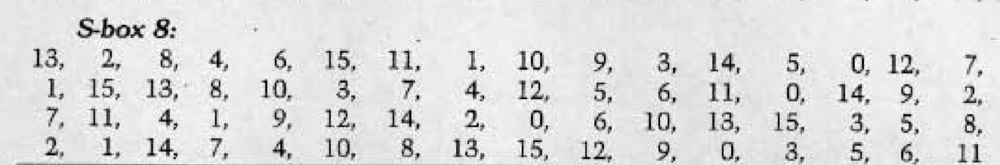 S-box 8:
13, 2, 8, 4, 6, 15, 11, 1, 10, 9, 3, 14, 5, 0, 12, 7,
1, 15, 13, 8, 10, 3, 7, 4, 12, 5, 6, 11, 0, 14, 9, 2,
7, 11, 4, 1, 9, 12, 14, 2, 0, 6, 10, 13, 15, 3, 5, 8,
2, 1, 14, 7, 4, 10, 8, 13, 15, 12, 9, 0, 3, 5, 6, 11